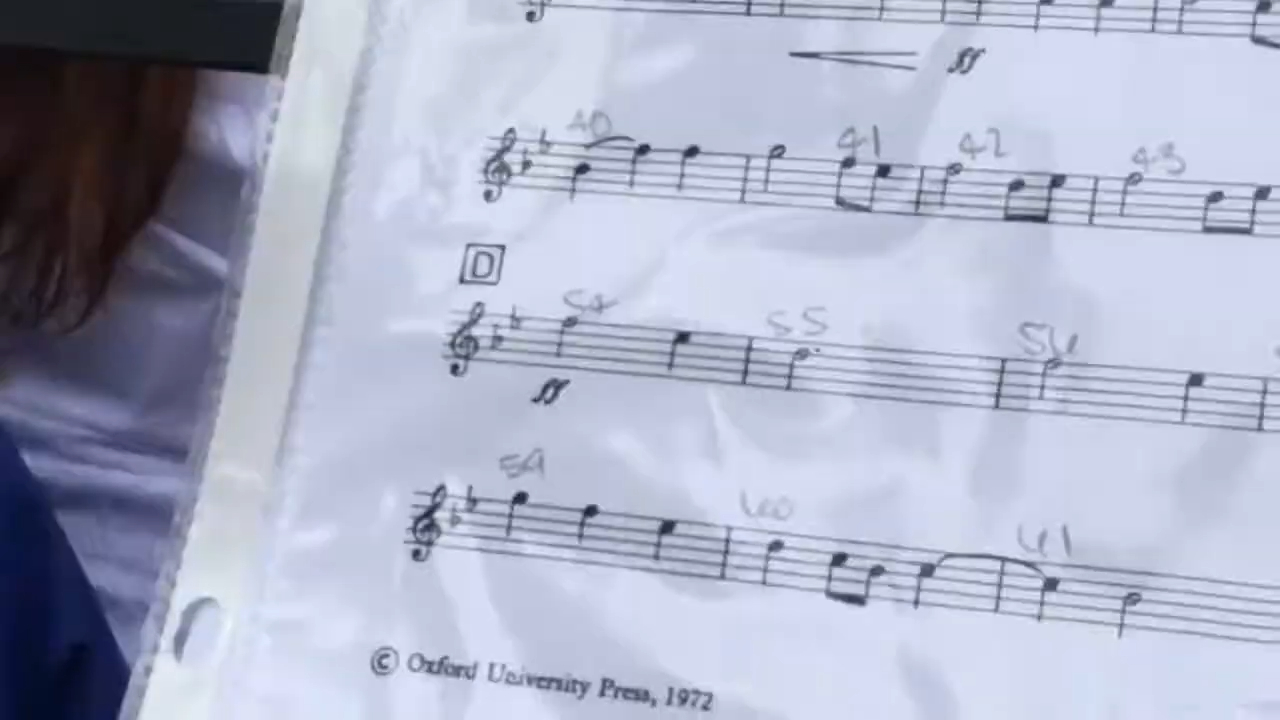 ff
40 41 42 43
D
54 55 56
ff
59 60 61
© Oxford University Press, 1972